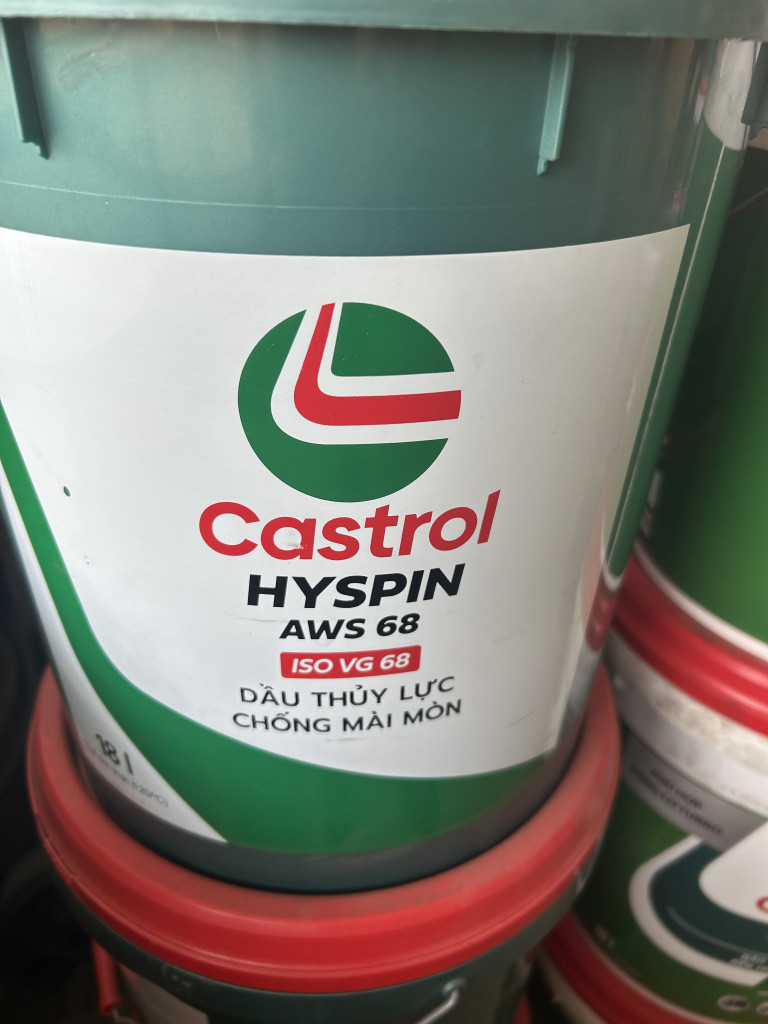 Castrol
HYSPIN
AWS 68
ISO VG 68
DẦU THỦY LỰC
CHỐNG MÀI MÒN
18 l